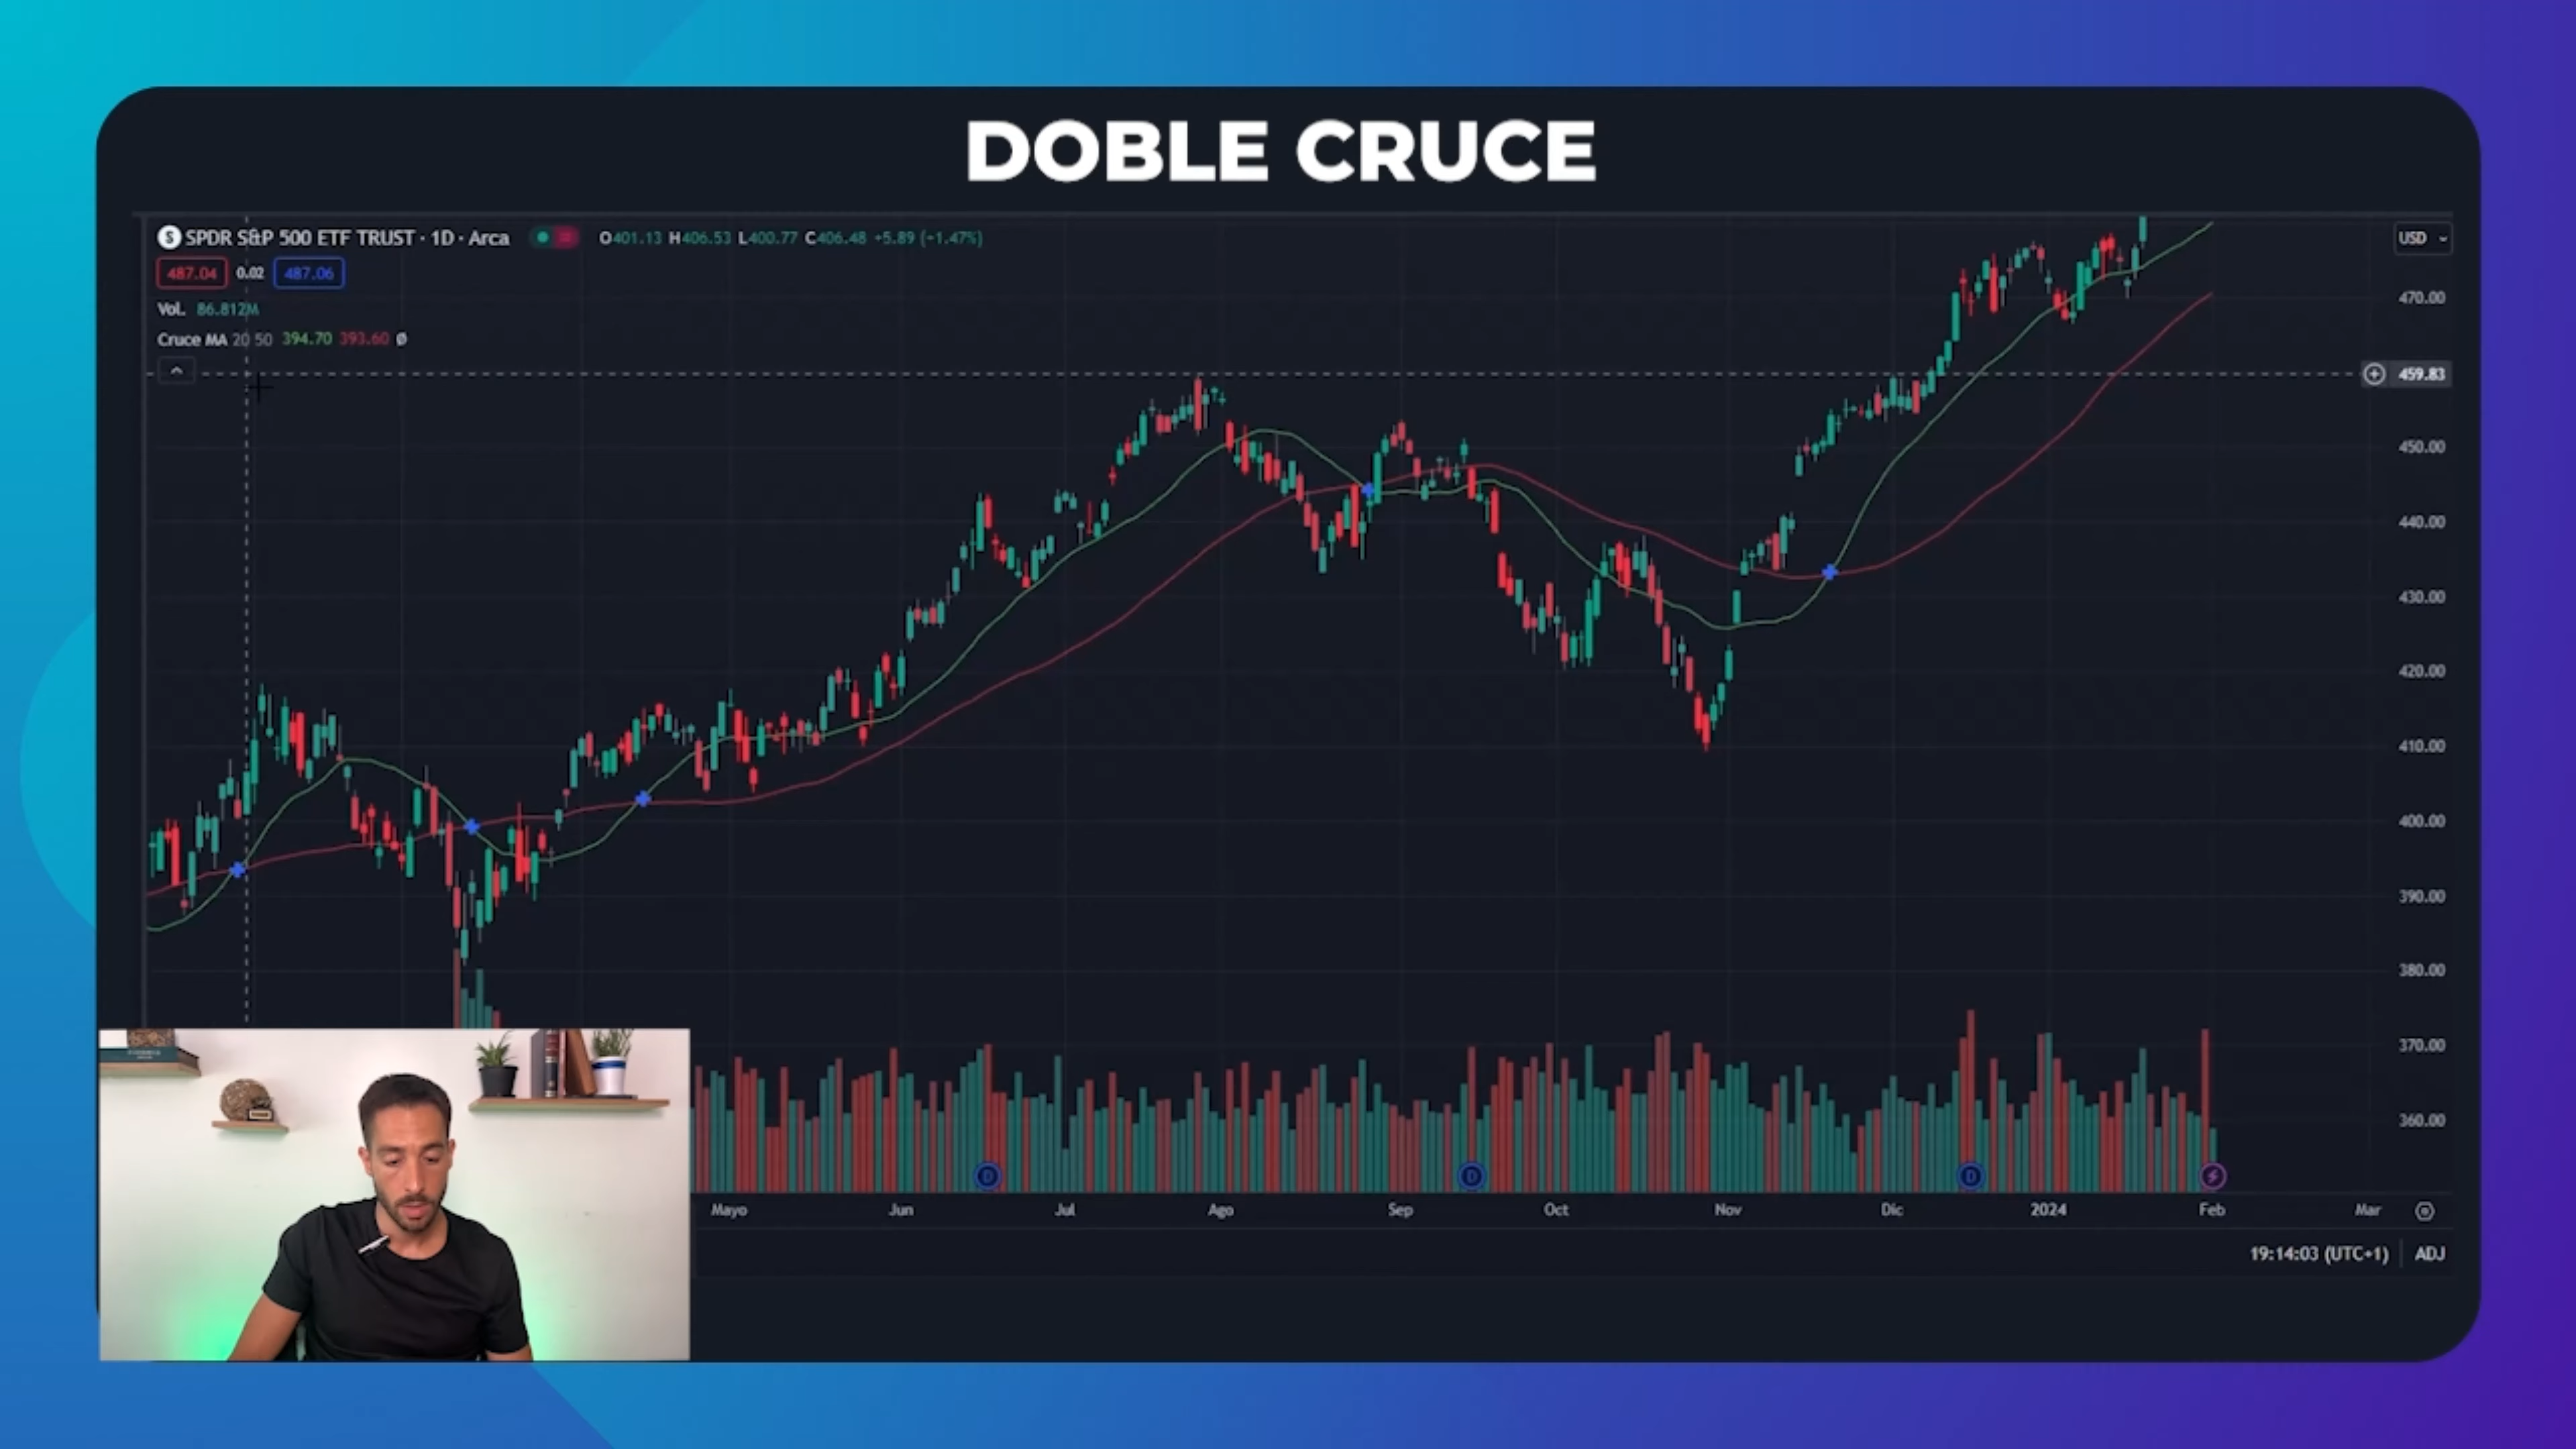 DOBLE CRUCE
SPDR S&P 500 ETF TRUST · 1D · Arca O401.13 H406.53 L400.77 C406.48 +5.89 (+1.47%)
USD
487.04 0.02 487.06
Vol. 86.812M
Cruce MA 20 50 394.70 393.60 Ø
470.00
459.83
450.00
440.00
430.00
420.00
410.00
400.00
390.00
380.00
370.00
360.00
D D D
Mayo Jun Jul Ago Sep Oct Nov Dic 2024 Feb Mar
19:14:03 (UTC+1) ADJ